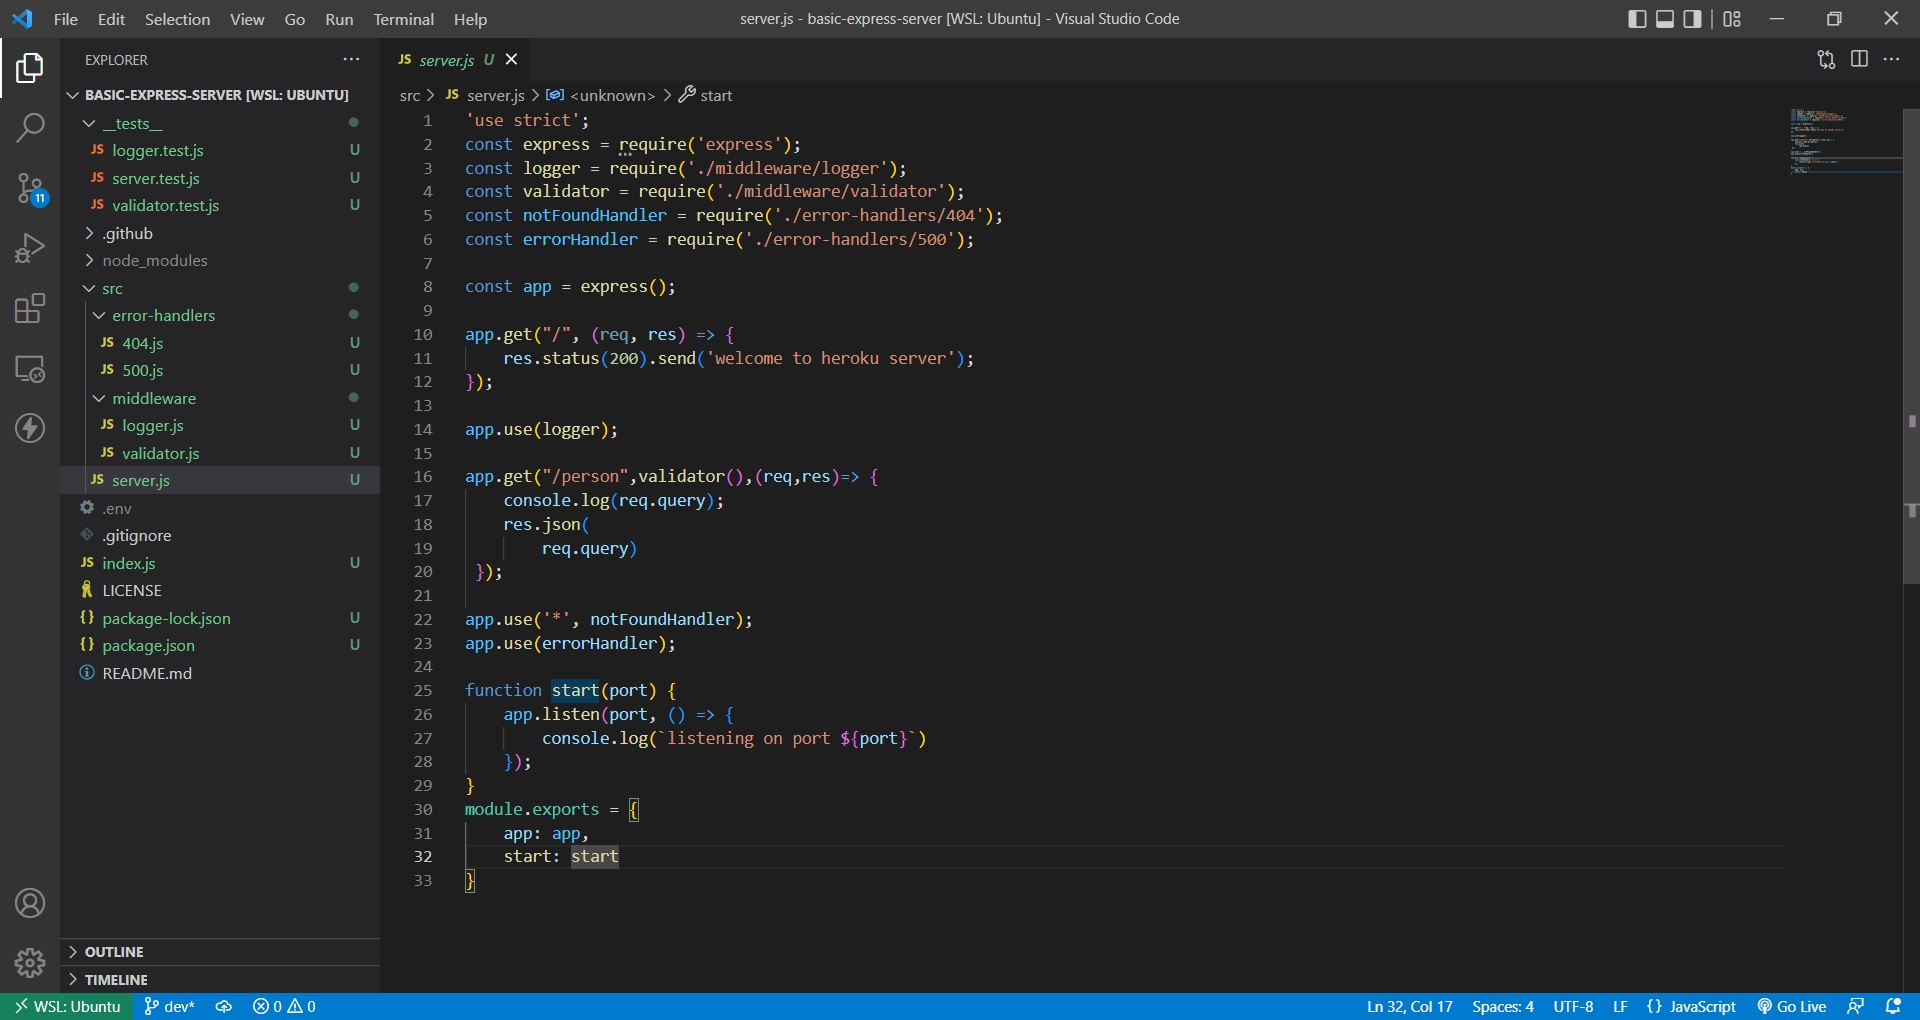 File Edit Selection View Go Run Terminal Help
server.js - basic-express-server [WSL: Ubuntu] - Visual Studio Code
EXPLORER
BASIC-EXPRESS-SERVER [WSL: UBUNTU]
__tests__
JS logger.test.js U
JS server.test.js U
JS validator.test.js U
.github
node_modules
src
error-handlers
JS 404.js U
JS 500.js U
middleware
JS logger.js U
JS validator.js U
JS server.js U
.env
.gitignore
JS index.js U
LICENSE
{} package-lock.json U
{} package.json U
README.md
OUTLINE
TIMELINE
11
JS server.js U
src > JS server.js > <unknown> > start
1 'use strict';
2 const express = require('express');
3 const logger = require('./middleware/logger');
4 const validator = require('./middleware/validator');
5 const notFoundHandler = require('./error-handlers/404');
6 const errorHandler = require('./error-handlers/500');
7
8 const app = express();
9
10 app.get("/", (req, res) => {
11     res.status(200).send('welcome to heroku server');
12 });
13
14 app.use(logger);
15
16 app.get("/person",validator(),(req,res)=> {
17     console.log(req.query);
18     res.json(
19         req.query)
20  });
21
22 app.use('*', notFoundHandler);
23 app.use(errorHandler);
24
25 function start(port) {
26     app.listen(port, () => {
27         console.log(`listening on port ${port}`)
28     });
29 }
30 module.exports = {
31     app: app,
32     start: start
33 }
WSL: Ubuntu dev* 0 0 Ln 32, Col 17 Spaces: 4 UTF-8 LF {} JavaScript Go Live